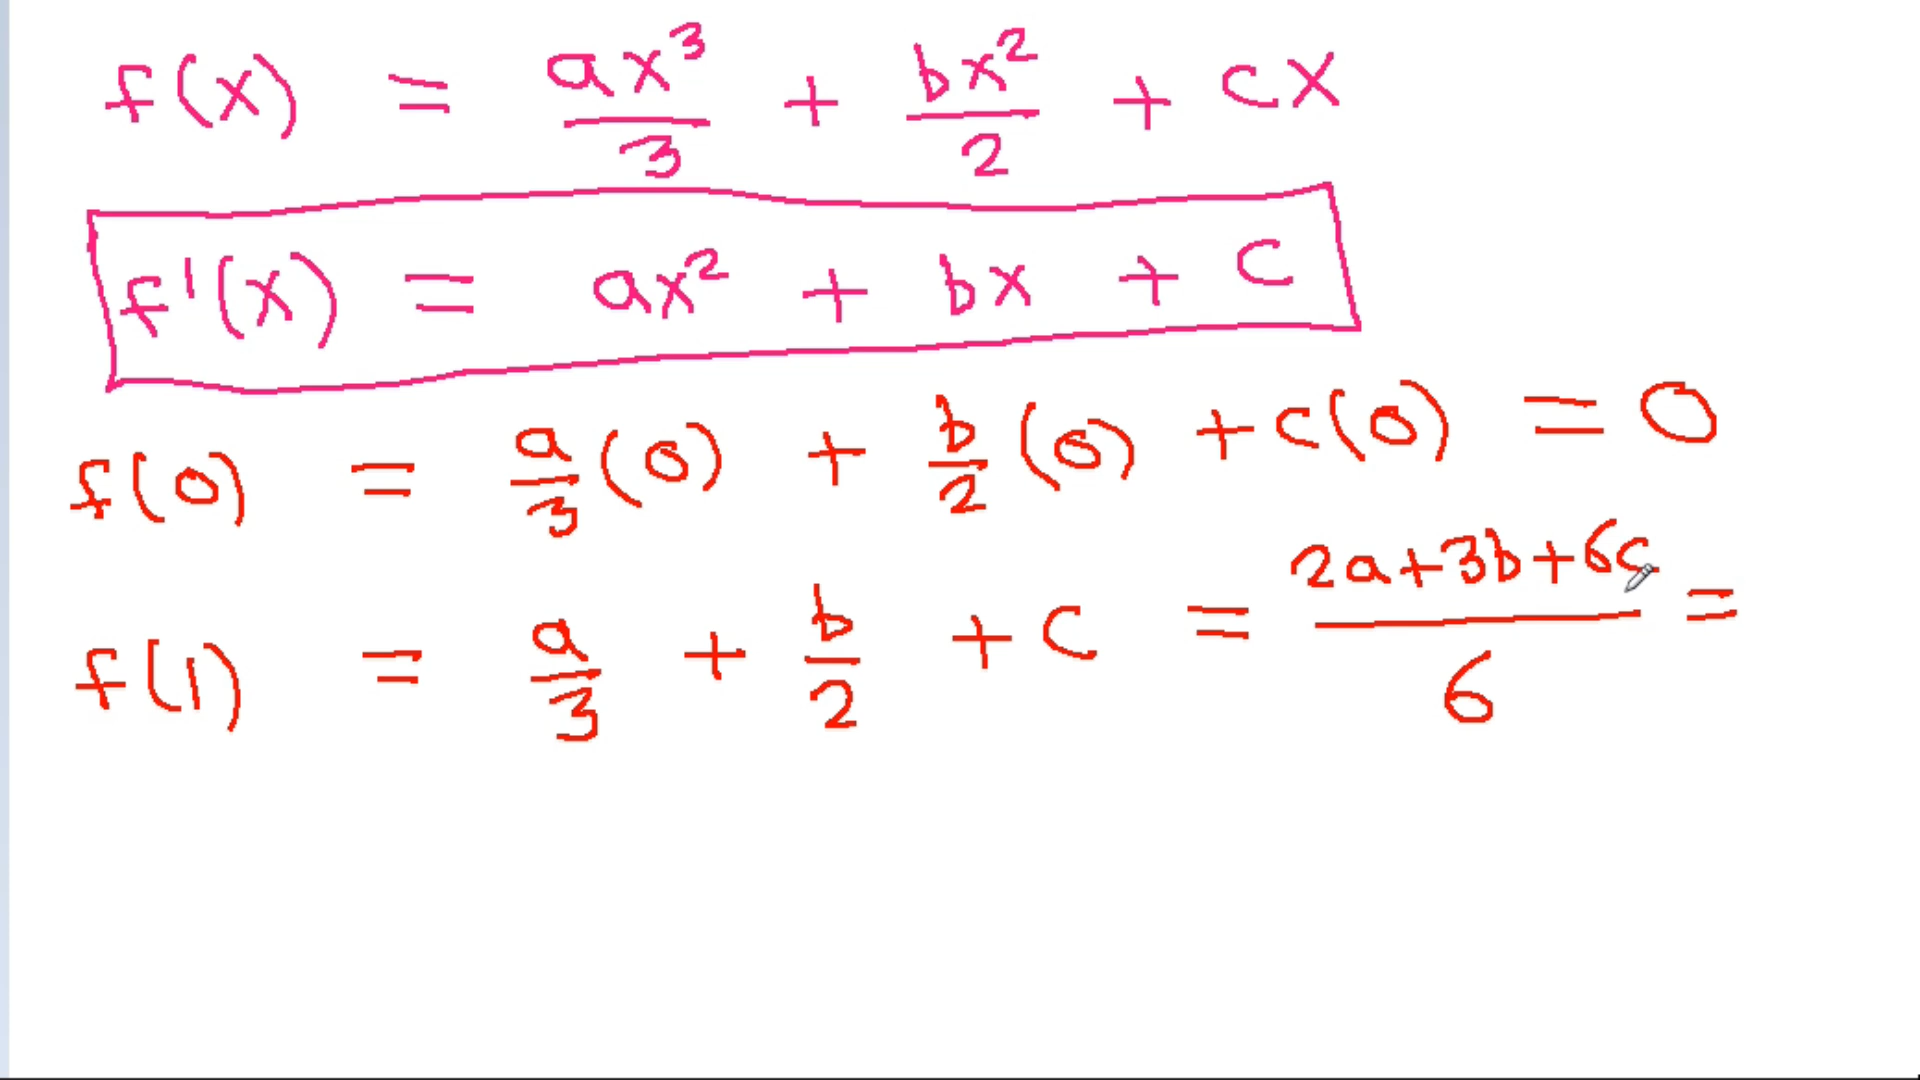 f(x) = ax³/3 + bx²/2 + cx
f'(x) = ax² + bx + c
f(0) = a/3 (0) + b/2 (0) + c(0) = 0
f(1) = a/3 + b/2 + c = 2a+3b+6c/6 =